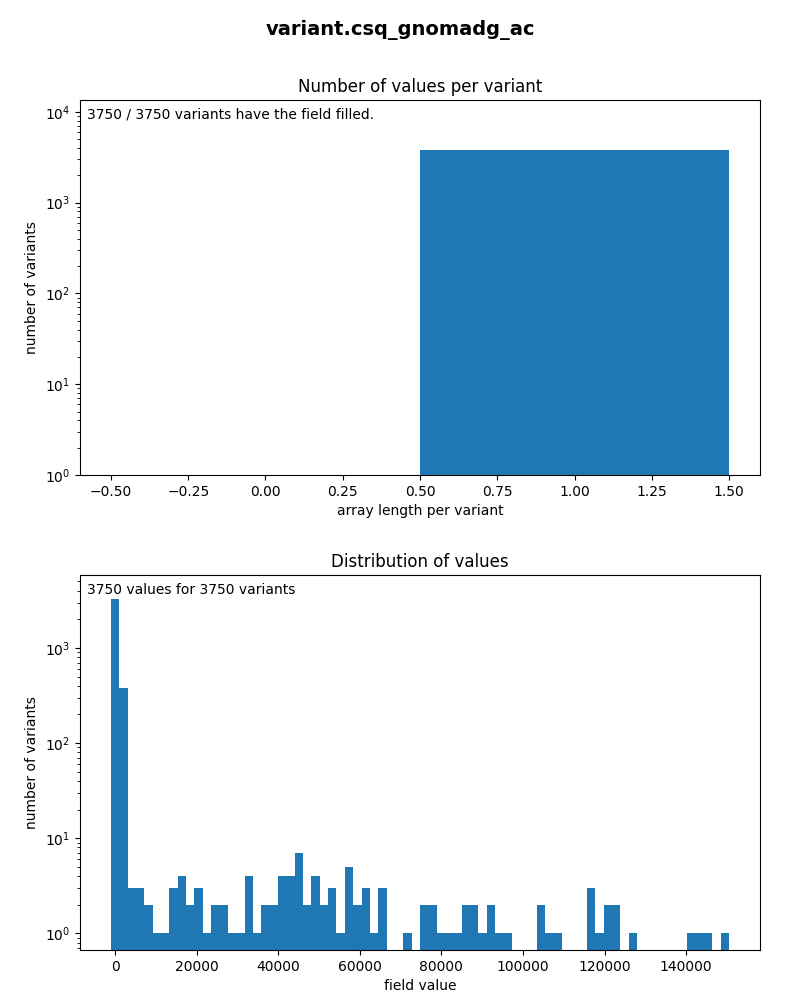 variant.csq_gnomadg_ac
Number of values per variant
3750 / 3750 variants have the field filled.
10⁴
10³
10²
10¹
10⁰
number of variants
−0.50 −0.25 0.00 0.25 0.50 0.75 1.00 1.25 1.50
array length per variant
Distribution of values
3750 values for 3750 variants
10³
10²
10¹
10⁰
number of variants
0 20000 40000 60000 80000 100000 120000 140000
field value